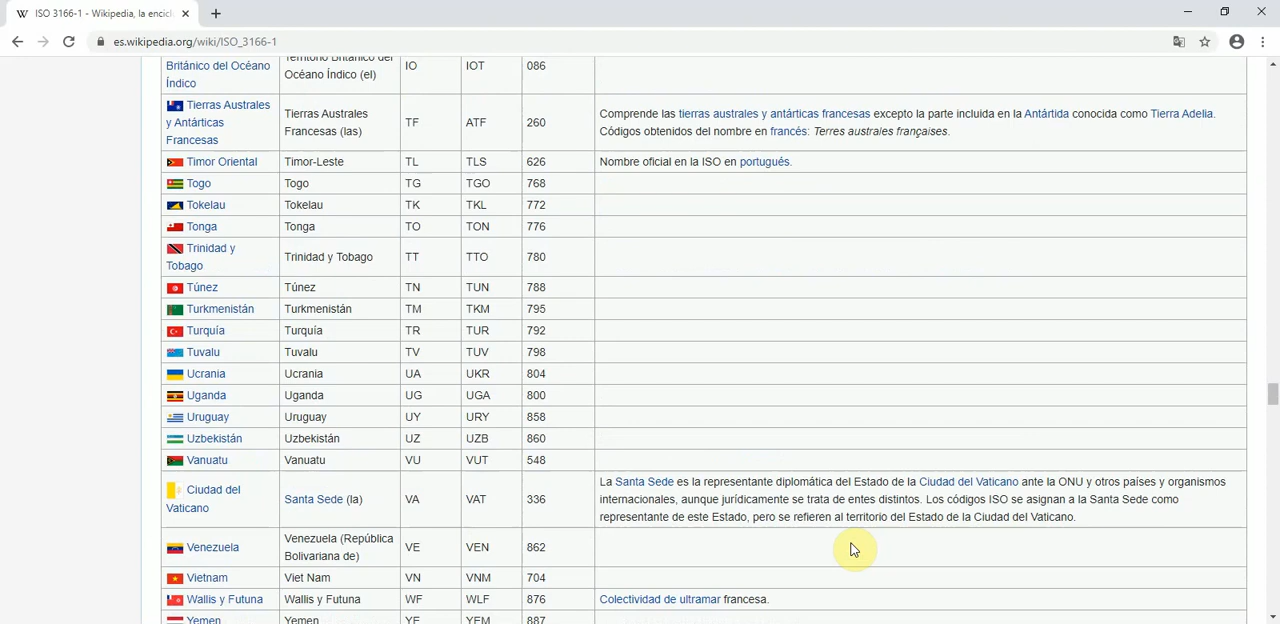 ISO 3166-1 - Wikipedia, la encicl
es.wikipedia.org/wiki/ISO_3166-1
Británico del Océano
Índico
Territorio Británico del
Océano Índico (el)
IO
IOT
086
Tierras Australes
y Antárticas
Francesas
Tierras Australes
Francesas (las)
TF
ATF
260
Comprende las tierras australes y antárticas francesas excepto la parte incluida en la Antártida conocida como Tierra Adelia.
Códigos obtenidos del nombre en francés: Terres australes françaises.
Timor Oriental
Timor-Leste
TL
TLS
626
Nombre oficial en la ISO en portugués.
Togo
Togo
TG
TGO
768
Tokelau
Tokelau
TK
TKL
772
Tonga
Tonga
TO
TON
776
Trinidad y
Tobago
Trinidad y Tobago
TT
TTO
780
Túnez
Túnez
TN
TUN
788
Turkmenistán
Turkmenistán
TM
TKM
795
Turquía
Turquía
TR
TUR
792
Tuvalu
Tuvalu
TV
TUV
798
Ucrania
Ucrania
UA
UKR
804
Uganda
Uganda
UG
UGA
800
Uruguay
Uruguay
UY
URY
858
Uzbekistán
Uzbekistán
UZ
UZB
860
Vanuatu
Vanuatu
VU
VUT
548
Ciudad del
Vaticano
Santa Sede (la)
VA
VAT
336
La Santa Sede es la representante diplomática del Estado de la Ciudad del Vaticano ante la ONU y otros países y organismos
internacionales, aunque jurídicamente se trata de entes distintos. Los códigos ISO se asignan a la Santa Sede como
representante de este Estado, pero se refieren al territorio del Estado de la Ciudad del Vaticano.
Venezuela
Venezuela (República
Bolivariana de)
VE
VEN
862
Vietnam
Viet Nam
VN
VNM
704
Wallis y Futuna
Wallis y Futuna
WF
WLF
876
Colectividad de ultramar francesa.
Yemen
Yemen
YE
YEM
887